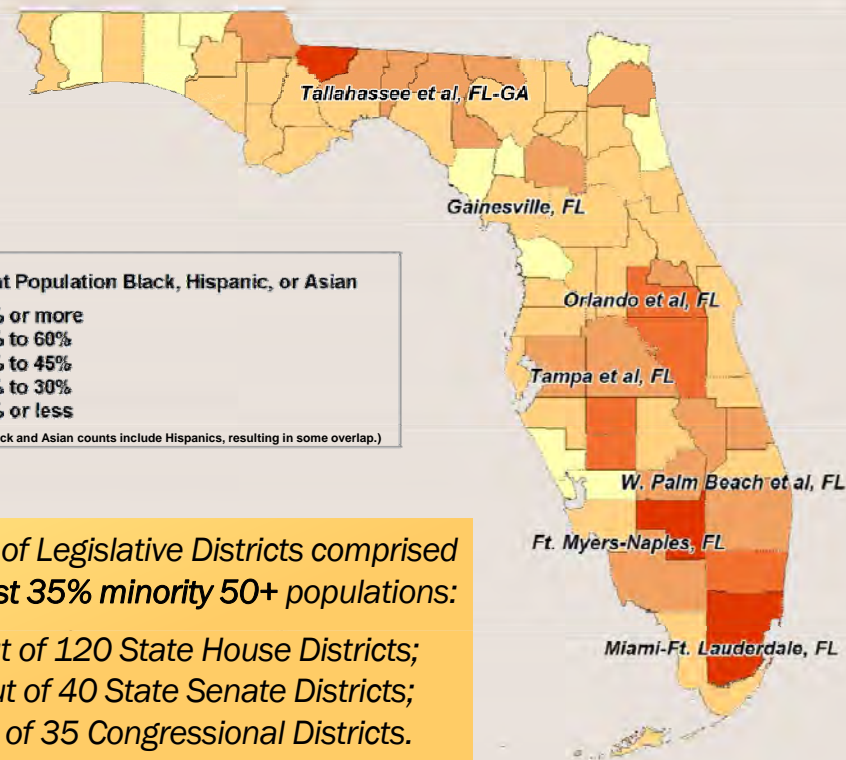 Tallahassee et al, FL-GA
Gainesville, FL
t Population Black, Hispanic, or Asian
or more
to 60%
to 45%
to 30%
or less
ck and Asian counts include Hispanics, resulting in some overlap.)
Orlando et al, FL
Tampa et al, FL
W. Palm Beach et al, FL
Ft. Myers-Naples, FL
Miami-Ft. Lauderdale, FL
of Legislative Districts comprised
st 35% minority 50+ populations:
t of 120 State House Districts;
ut of 40 State Senate Districts;
of 35 Congressional Districts.